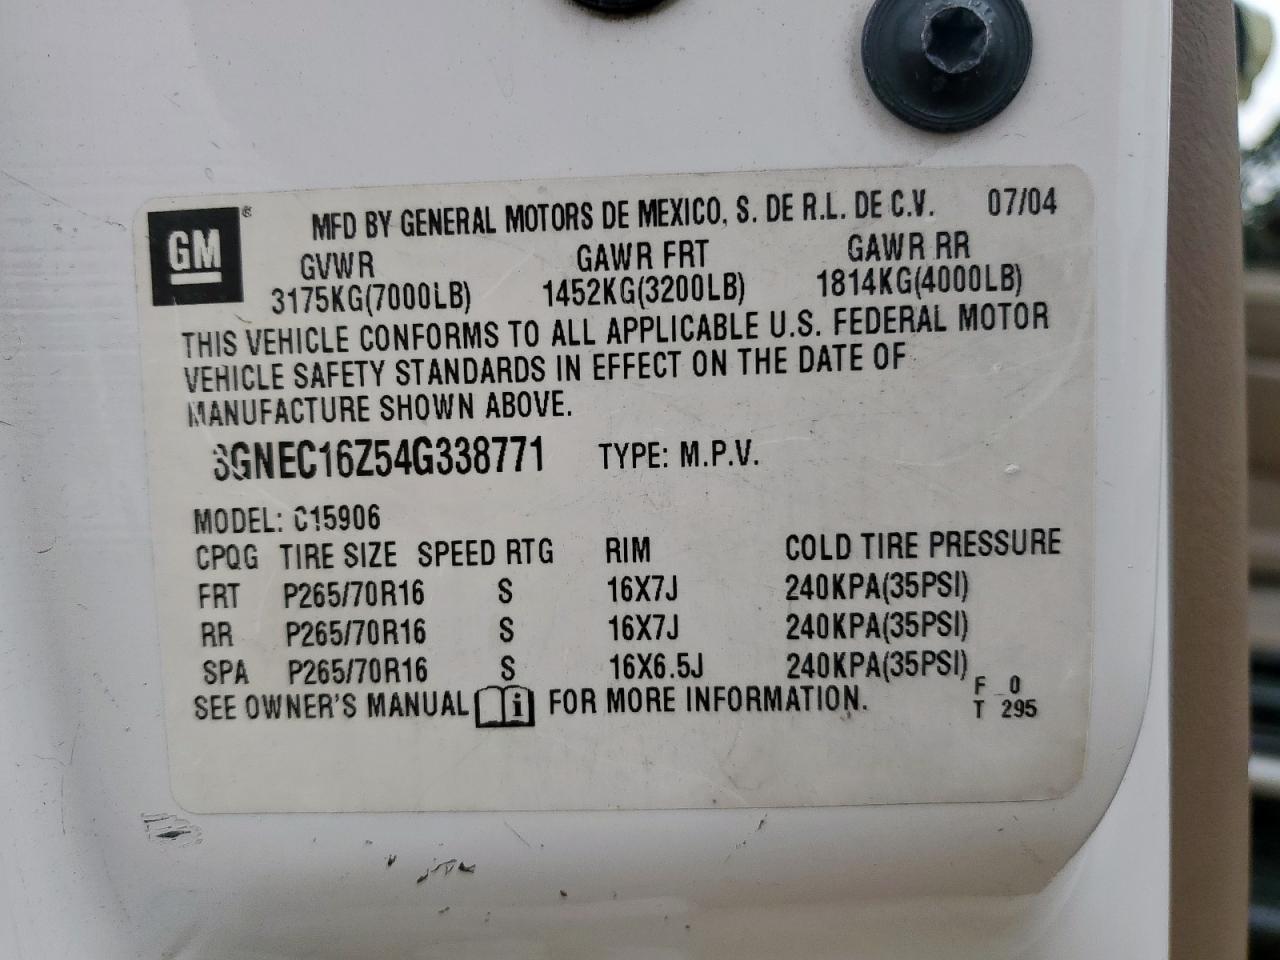 GM®
MFD BY GENERAL MOTORS DE MEXICO, S. DE R.L. DE C.V. 07/04
GVWR GAWR FRT GAWR RR
3175KG(7000LB) 1452KG(3200LB) 1814KG(4000LB)
THIS VEHICLE CONFORMS TO ALL APPLICABLE U.S. FEDERAL MOTOR
VEHICLE SAFETY STANDARDS IN EFFECT ON THE DATE OF
MANUFACTURE SHOWN ABOVE.
3GNEC16Z54G338771 TYPE: M.P.V.
MODEL: C15906
CPQG TIRE SIZE SPEED RTG RIM COLD TIRE PRESSURE
FRT P265/70R16 S 16X7J 240KPA(35PSI)
RR P265/70R16 S 16X7J 240KPA(35PSI)
SPA P265/70R16 S 16X6.5J 240KPA(35PSI)
SEE OWNER'S MANUAL i FOR MORE INFORMATION.
F 0
T 295